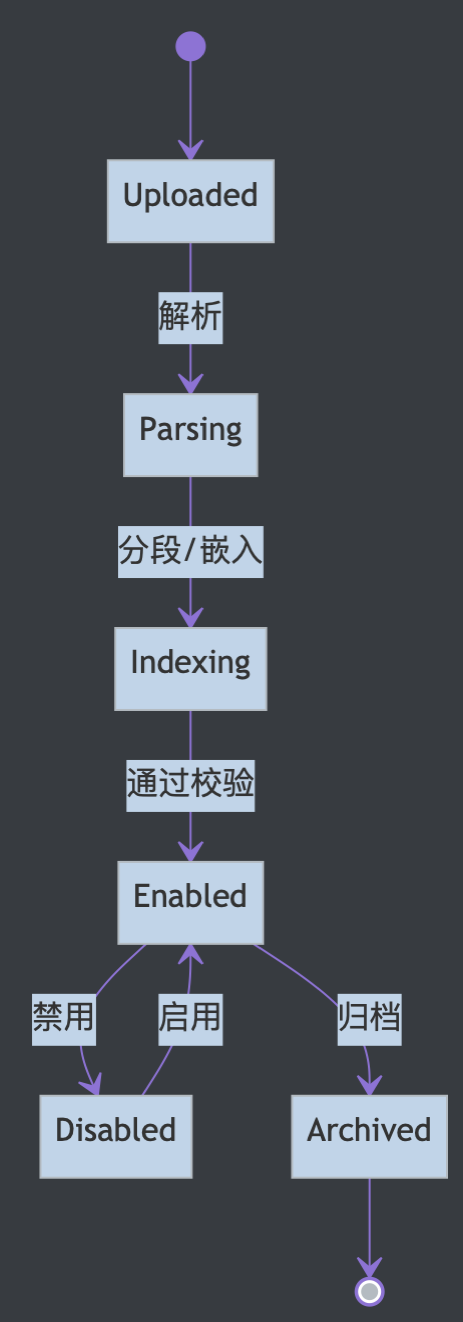 Uploaded
解析
Parsing
分段/嵌入
Indexing
通过校验
Enabled
禁用
启用
归档
Disabled
Archived